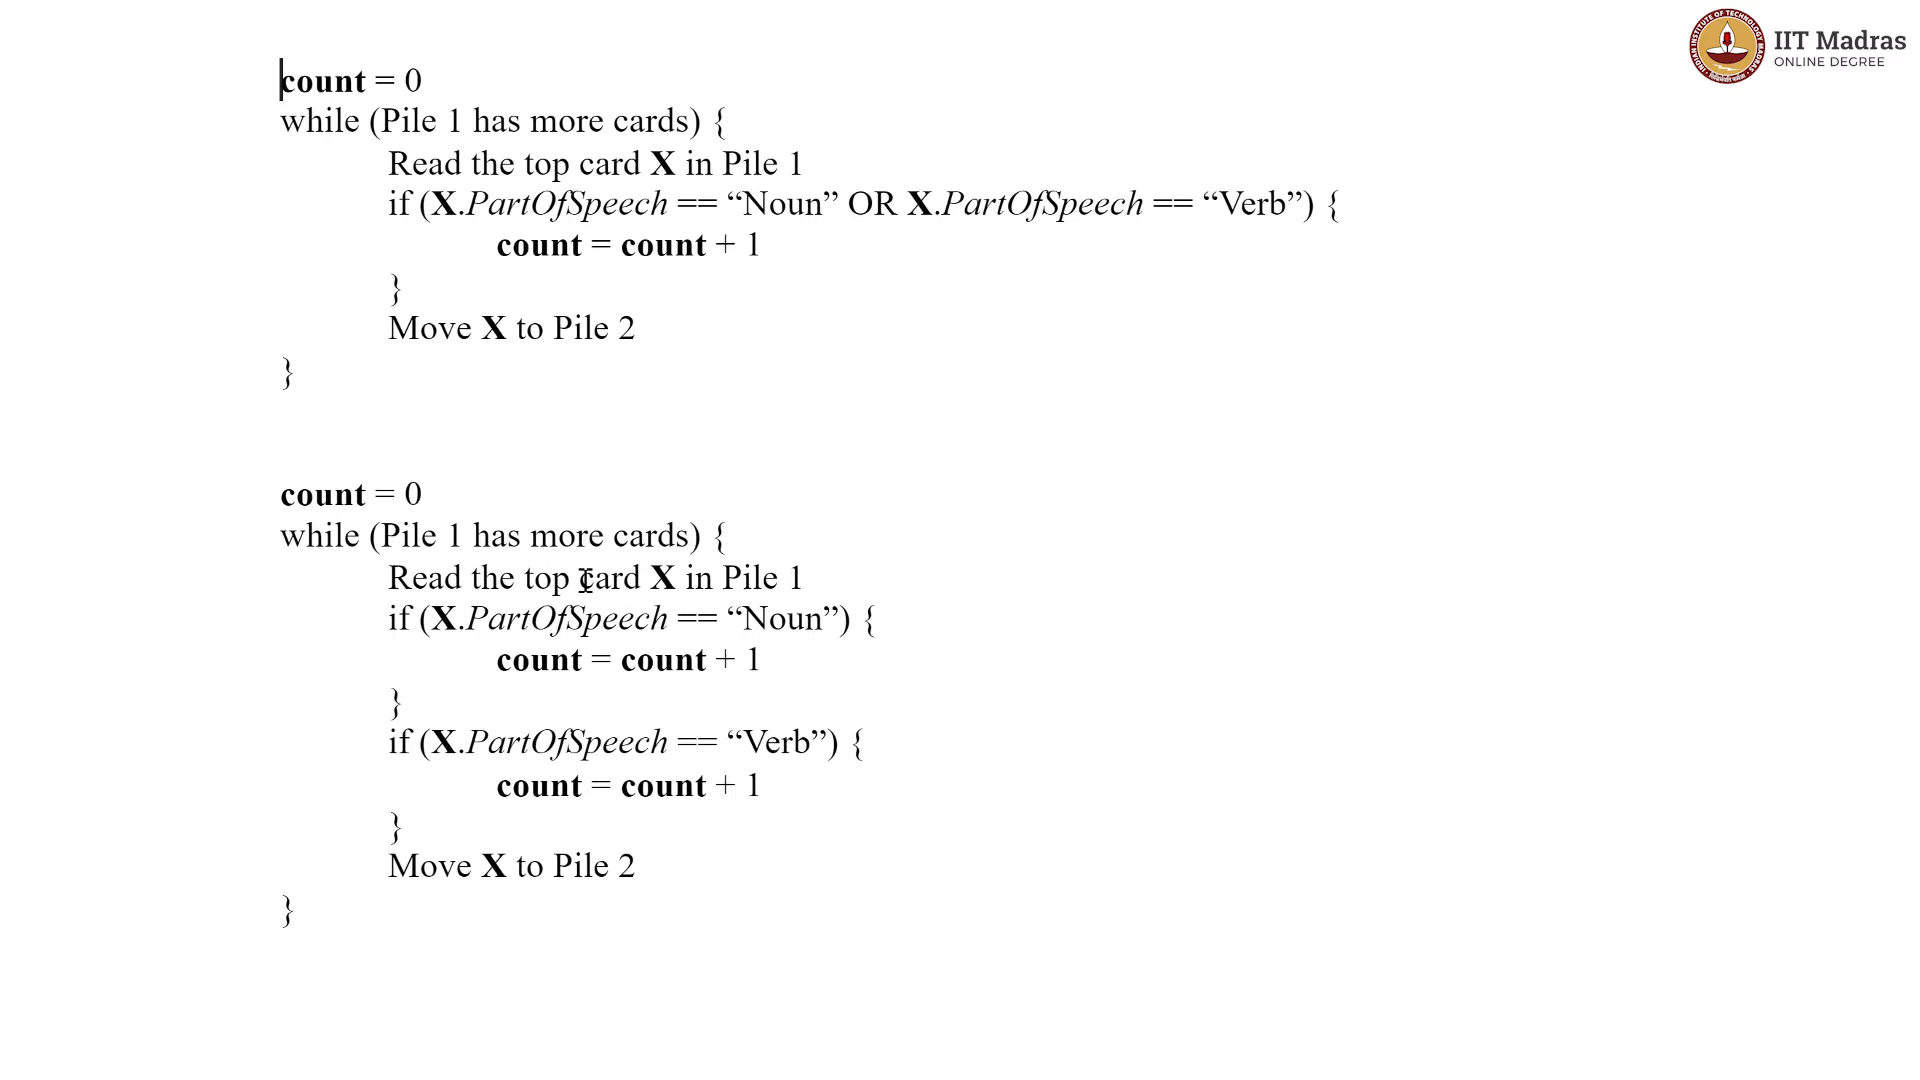 IIT Madras
ONLINE DEGREE
count = 0
while (Pile 1 has more cards) {
Read the top card X in Pile 1
if (X.PartOfSpeech == “Noun” OR X.PartOfSpeech == “Verb”) {
count = count + 1
}
Move X to Pile 2
}
count = 0
while (Pile 1 has more cards) {
Read the top card X in Pile 1
if (X.PartOfSpeech == “Noun”) {
count = count + 1
}
if (X.PartOfSpeech == “Verb”) {
count = count + 1
}
Move X to Pile 2
}